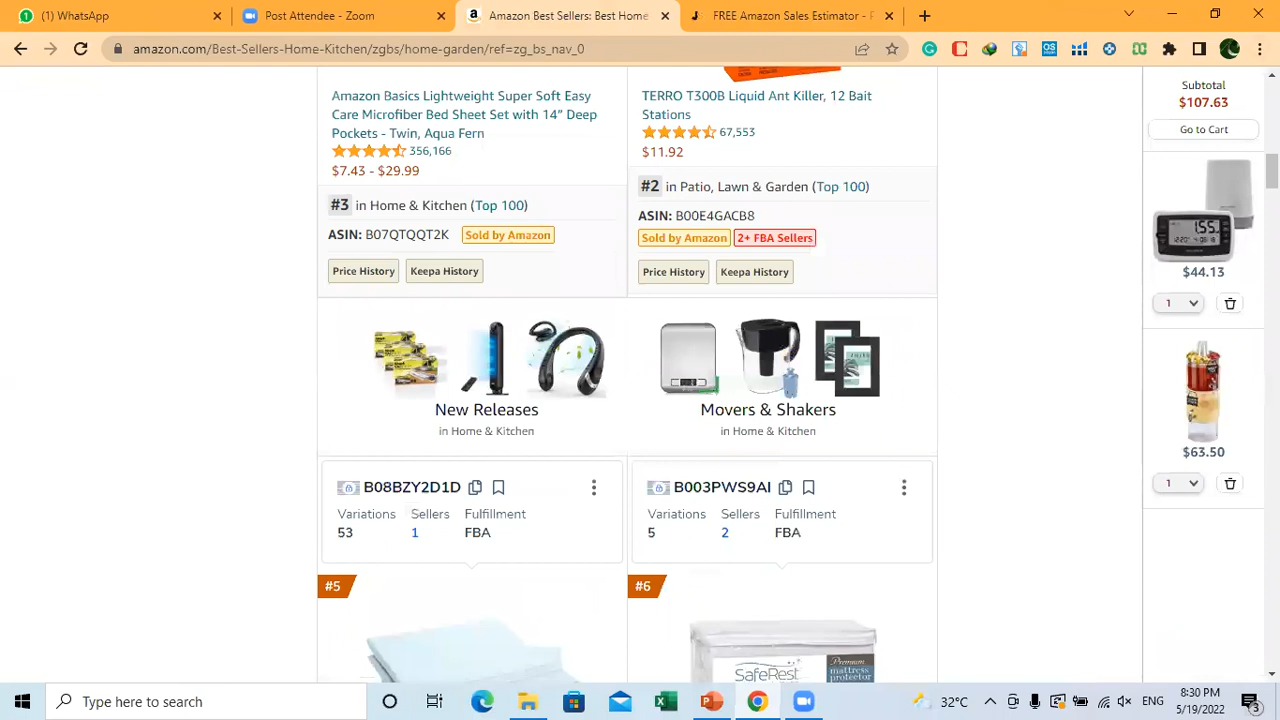 (1) WhatsApp
Post Attendee - Zoom
Amazon Best Sellers: Best Home
FREE Amazon Sales Estimator -
amazon.com/Best-Sellers-Home-Kitchen/zgbs/home-garden/ref=zg_bs_nav_0
Amazon Basics Lightweight Super Soft Easy
Care Microfiber Bed Sheet Set with 14” Deep
Pockets - Twin, Aqua Fern
356,166
$7.43 - $29.99
#3 in Home & Kitchen (Top 100)
ASIN: B07QTQQT2K Sold by Amazon
Price History Keepa History
TERRO T300B Liquid Ant Killer, 12 Bait
Stations
67,553
$11.92
#2 in Patio, Lawn & Garden (Top 100)
ASIN: B00E4GACB8
Sold by Amazon 2+ FBA Sellers
Price History Keepa History
New Releases
in Home & Kitchen
Movers & Shakers
in Home & Kitchen
B08BZY2D1D
Variations Sellers Fulfillment
53 1 FBA
B003PWS9AI
Variations Sellers Fulfillment
5 2 FBA
#5
#6
SafeRest
Premium
mattress
protector
Subtotal
$107.63
Go to Cart
$44.13
1
$63.50
1
Type here to search
32°C
ENG
8:30 PM
5/19/2022
3